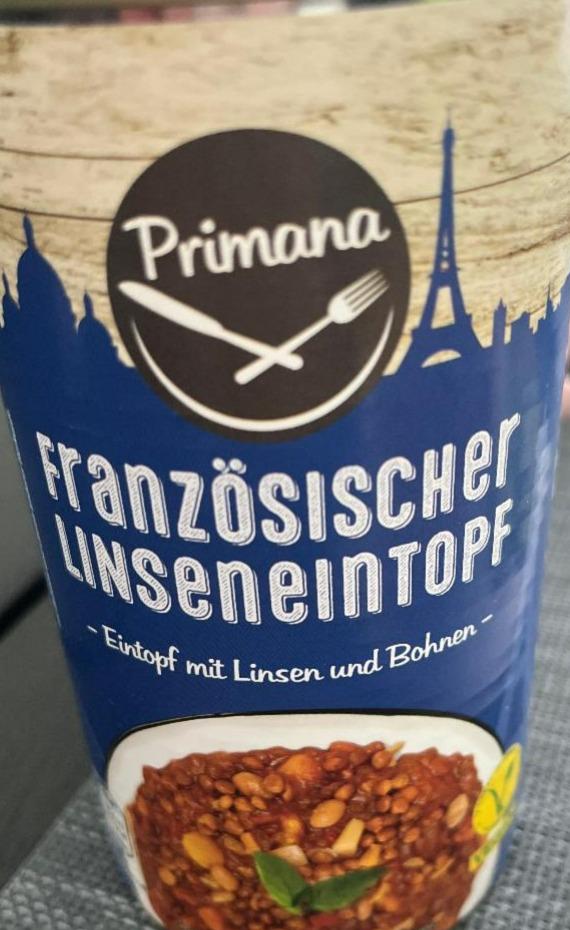 Primana
Französischer
Linseneintopf
- Eintopf mit Linsen und Bohnen -